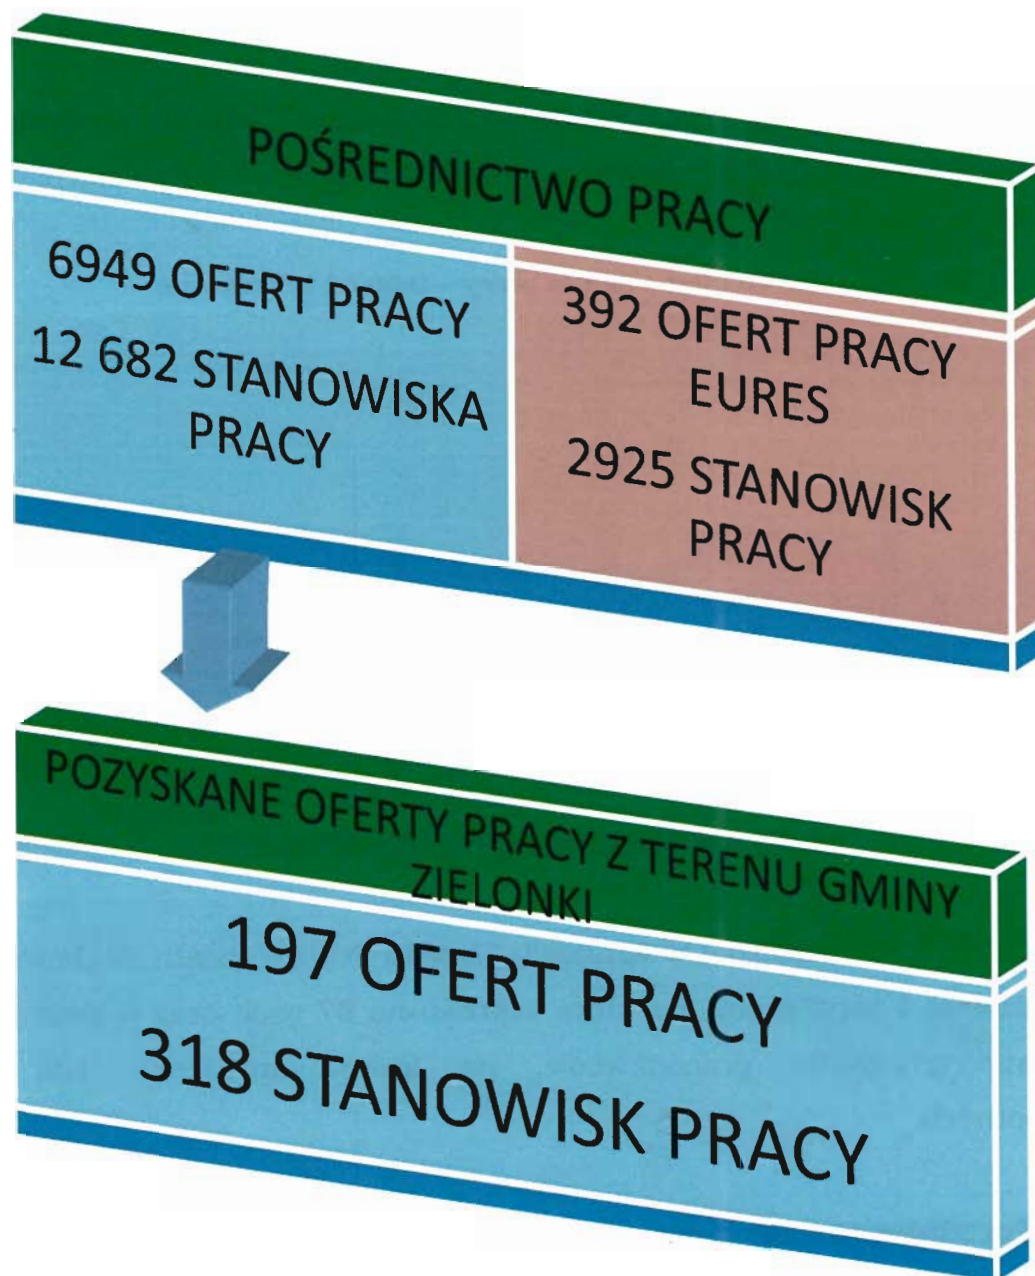 POŚREDNICTWO PRACY
6949 OFERT PRACY
12 682 STANOWISKA
PRACY
392 OFERT PRACY
EURES
2925 STANOWISK
PRACY
POZYSKANE OFERTY PRACY Z TERENU GMINY
ZIELONKI
197 OFERT PRACY
318 STANOWISK PRACY